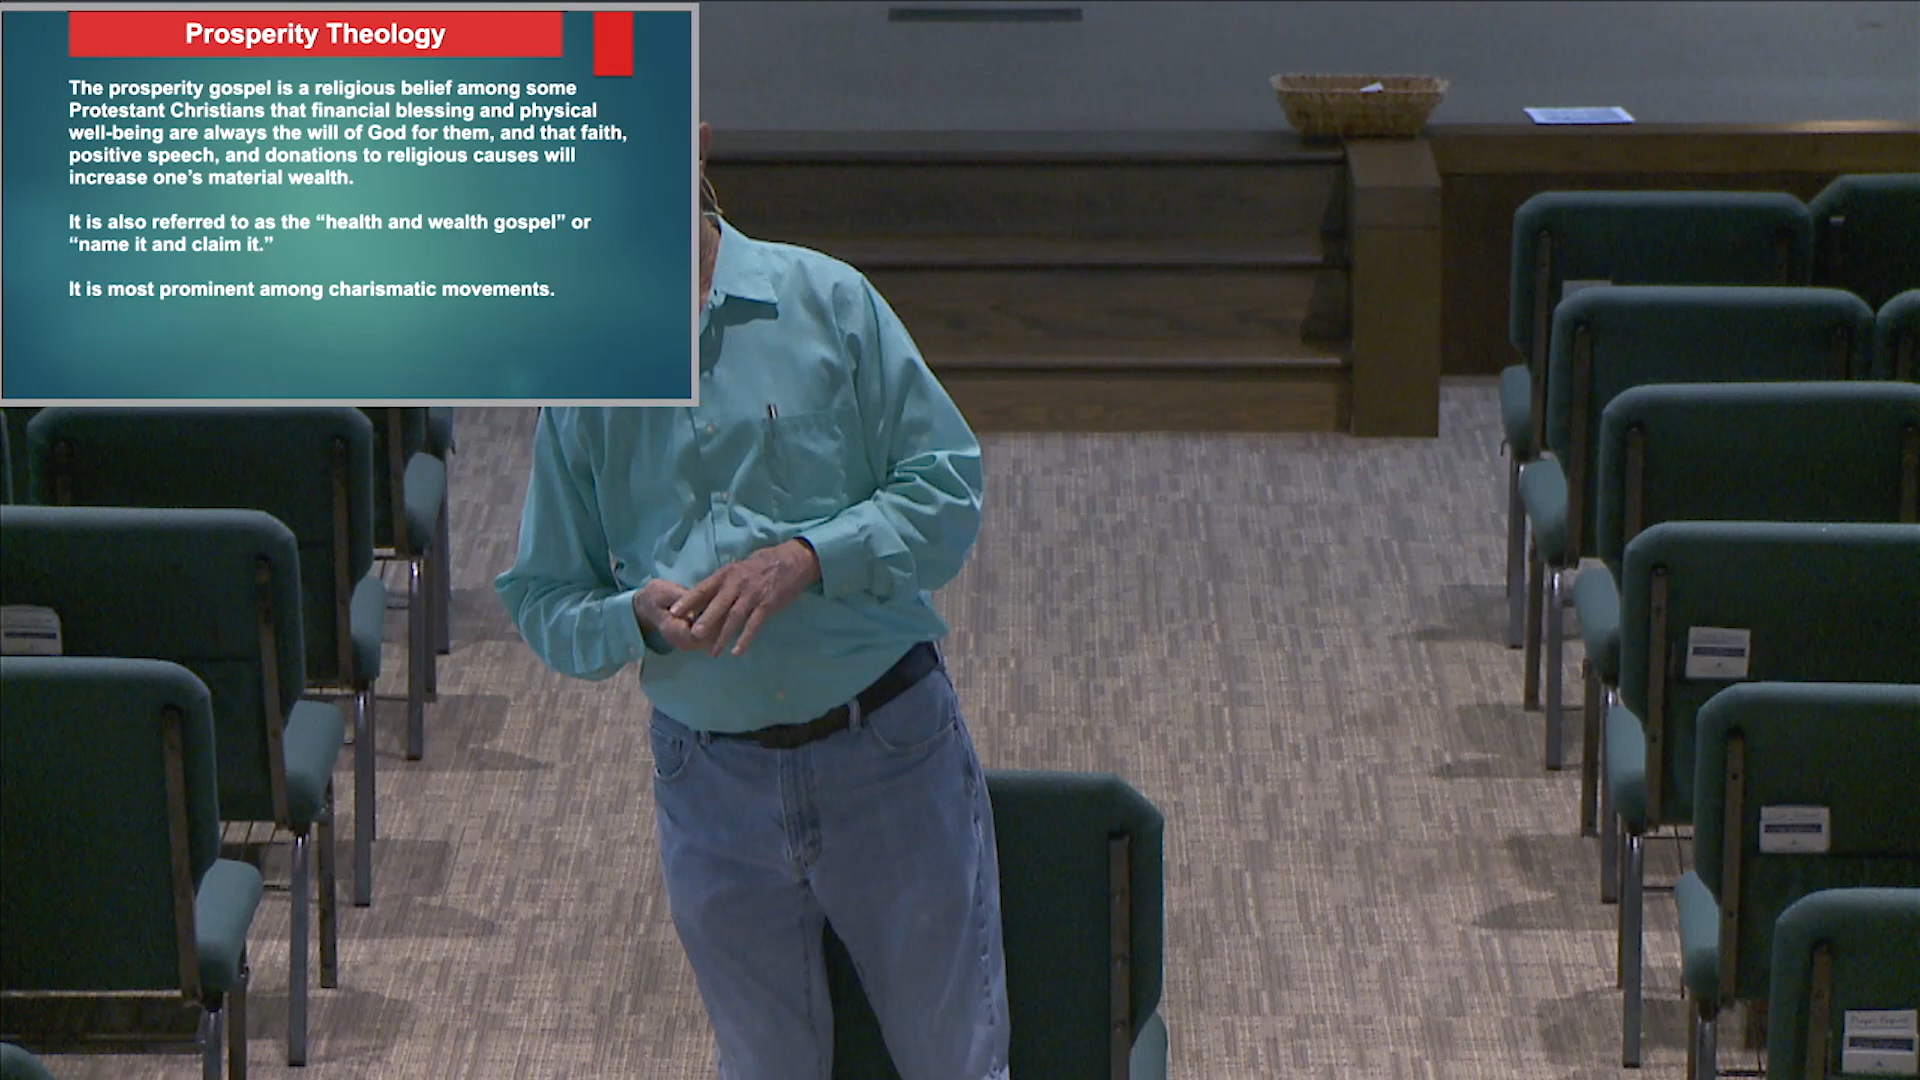 Prosperity Theology
The prosperity gospel is a religious belief among some
Protestant Christians that financial blessing and physical
well-being are always the will of God for them, and that faith,
positive speech, and donations to religious causes will
increase one's material wealth.
It is also referred to as the “health and wealth gospel” or
“name it and claim it.”
It is most prominent among charismatic movements.